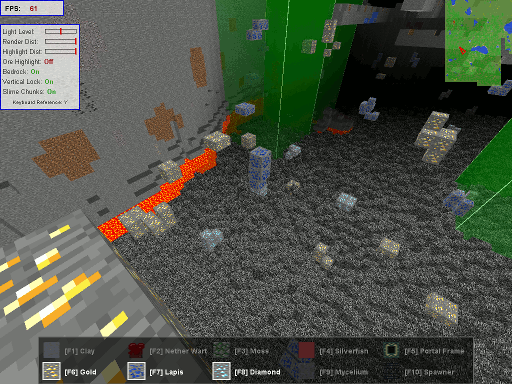 FPS: 61
Light Level:
Render Dist:
Highlight Dist:
Ore Highlight: Off
Bedrock: On
Vertical Lock: On
Slime Chunks: On
Keyboard Reference: Y
[F1] Clay [F2] Nether Wart [F3] Moss [F4] Silverfish [F5] Portal Frame
[F6] Gold [F7] Lapis [F8] Diamond [F9] Mycelium [F10] Spawner